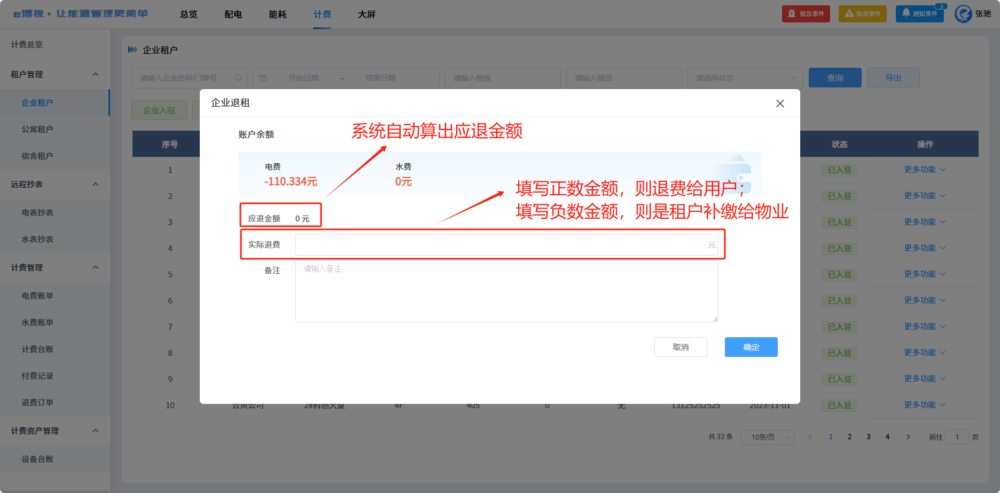 e博视，让能源管理更简单
总览
配电
能耗
计费
大屏
紧急事件
隐患事件
通知事件
3
张驰
计费总览
租户管理
企业租户
公寓租户
宿舍租户
远程抄表
电表抄表
水表抄表
计费管理
电费账单
水费账单
计费台账
付费记录
退费订单
计费资产管理
设备台账
企业租户
请输入企业名称/门牌号
开始日期 - 结束日期
请输入楼栋
请输入楼层
请选择状态
查询
导出
企业入驻
序号 状态 操作
1 已入驻 更多功能
2 已入驻 更多功能
3 已入驻 更多功能
4 已入驻 更多功能
5 已入驻 更多功能
6 已入驻 更多功能
7 已入驻 更多功能
8 已入驻 更多功能
9 已入驻 更多功能
10 合资公司 2#科创大厦 4F 405 0 无 13125252525 2023-11-01 已入驻 更多功能
共 33 条 10条/页 1 2 3 4 前往 1 页
企业退租
账户余额
系统自动算出应退金额
电费 水费
-110.334元 0元
填写正数金额，则退费给用户；
填写负数金额，则是租户补缴给物业
应退金额 0 元
实际退费 元
备注 请输入备注
取消 确定